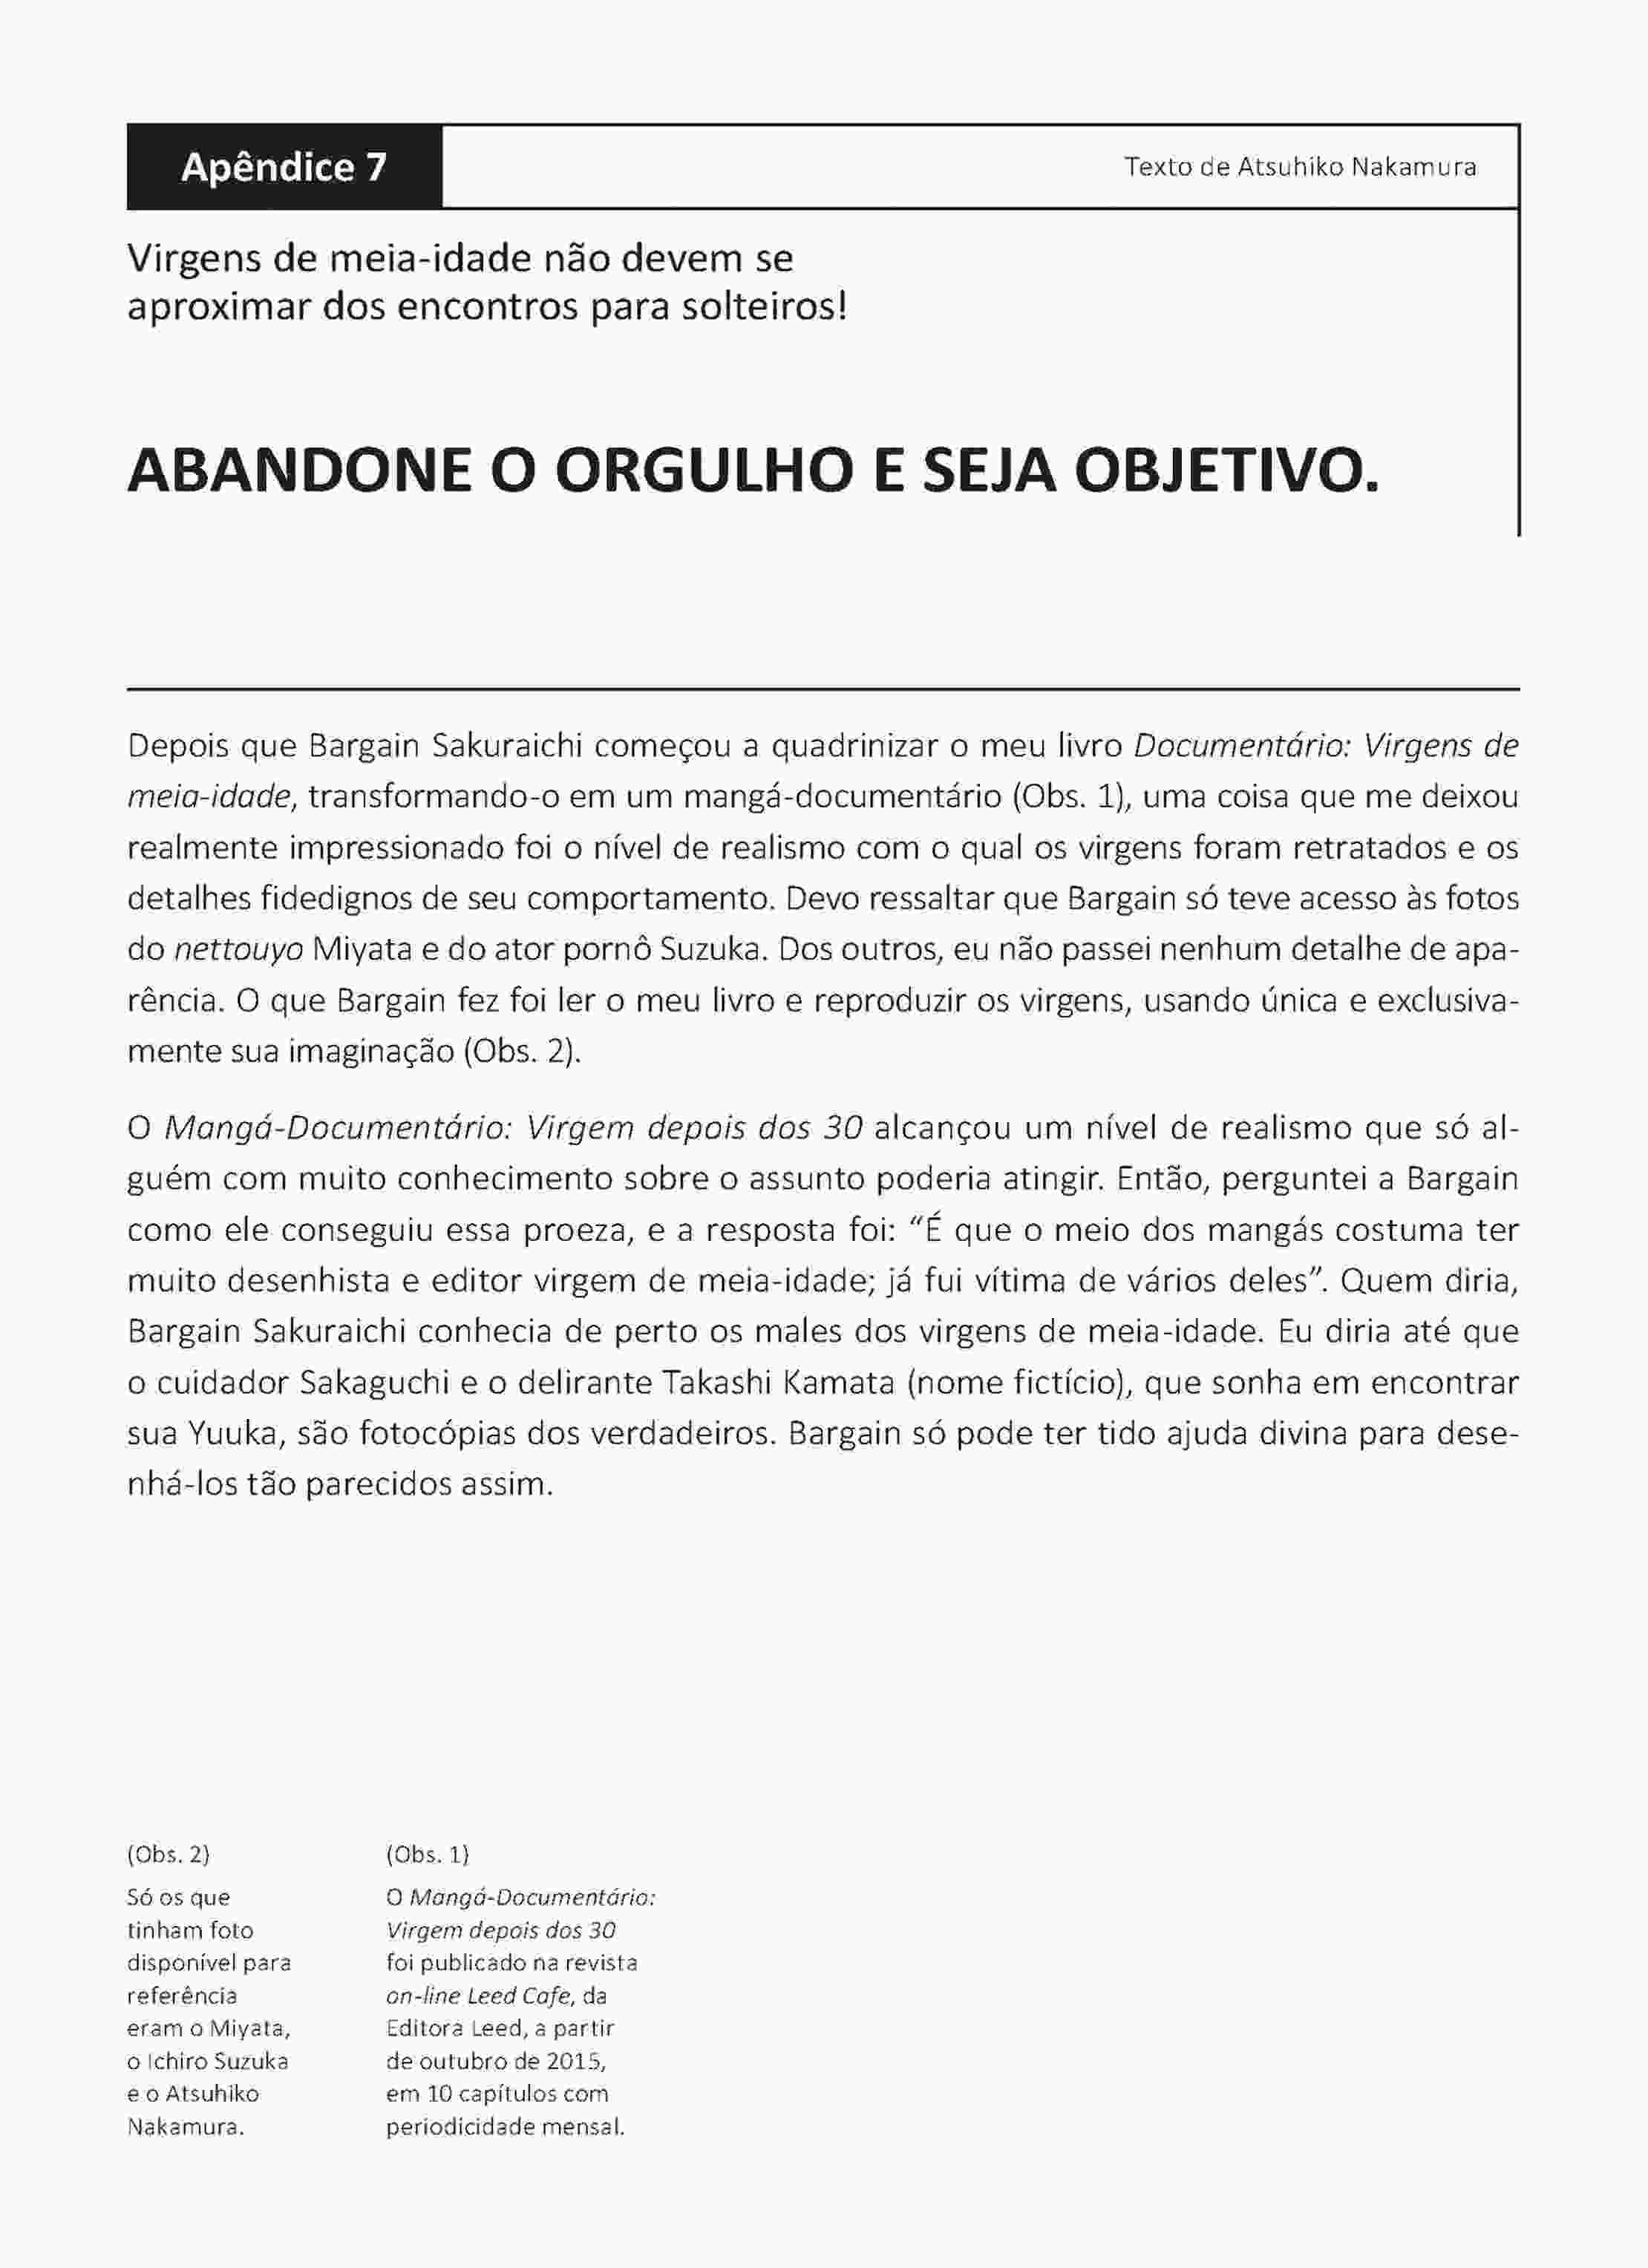 Apêndice 7
Texto de Atsuhiko Nakamura
Virgens de meia-idade não devem se
aproximar dos encontros para solteiros!
ABANDONE O ORGULHO E SEJA OBJETIVO.
Depois que Bargain Sakuraichi começou a quadrinizar o meu livro Documentário: Virgens de
meia-idade, transformando-o em um mangá-documentário (Obs. 1), uma coisa que me deixou
realmente impressionado foi o nível de realismo com o qual os virgens foram retratados e os
detalhes fidedignos de seu comportamento. Devo ressaltar que Bargain só teve acesso às fotos
do nettouyo Miyata e do ator pornô Suzuka. Dos outros, eu não passei nenhum detalhe de apa-
rência. O que Bargain fez foi ler o meu livro e reproduzir os virgens, usando única e exclusiva-
mente sua imaginação (Obs. 2).
O Mangá-Documentário: Virgem depois dos 30 alcançou um nível de realismo que só al-
guém com muito conhecimento sobre o assunto poderia atingir. Então, perguntei a Bargain
como ele conseguiu essa proeza, e a resposta foi: "É que o meio dos mangás costuma ter
muito desenhista e editor virgem de meia-idade; já fui vítima de vários deles". Quem diria,
Bargain Sakuraichi conhecia de perto os males dos virgens de meia-idade. Eu diria até que
o cuidador Sakaguchi e o delirante Takashi Kamata (nome fictício), que sonha em encontrar
sua Yuuka, são fotocópias dos verdadeiros. Bargain só pode ter tido ajuda divina para dese-
nhá-los tão parecidos assim.
(Obs. 2)
Só os que
tinham foto
disponível para
referência
eram o Miyata,
o Ichiro Suzuka
e o Atsuhiko
Nakamura.
(Obs. 1)
O Mangá-Documentário:
Virgem depois dos 30
foi publicado na revista
on-line Leed Cafe, da
Editora Leed, a partir
de outubro de 2015,
em 10 capítulos com
periodicidade mensal.